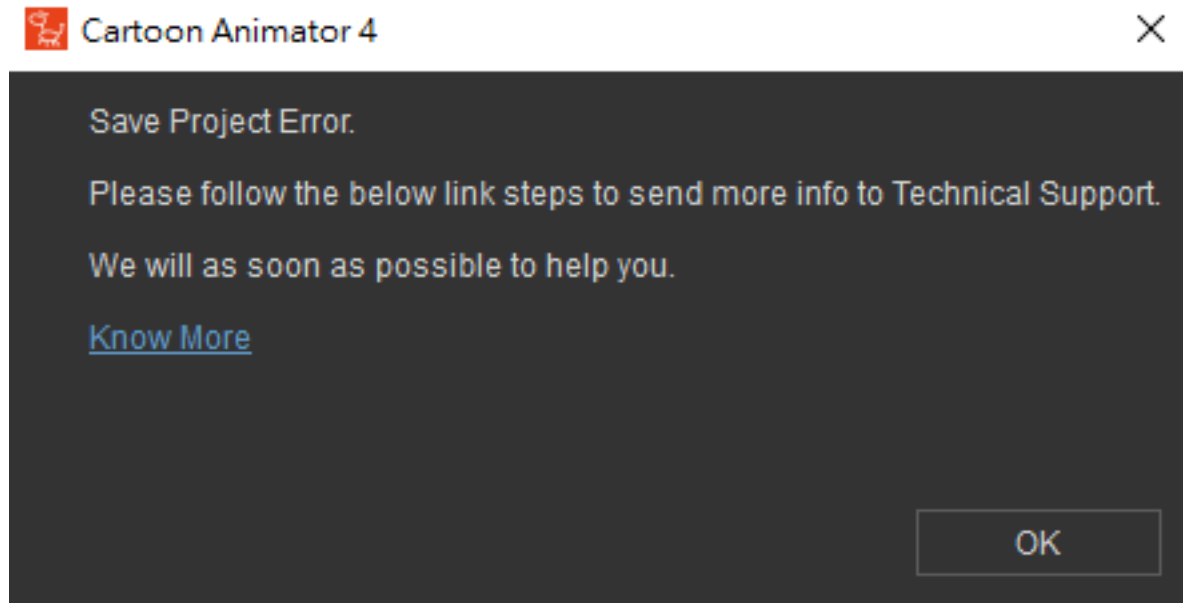 Cartoon Animator 4
Save Project Error.
Please follow the below link steps to send more info to Technical Support.
We will as soon as possible to help you.
Know More
OK